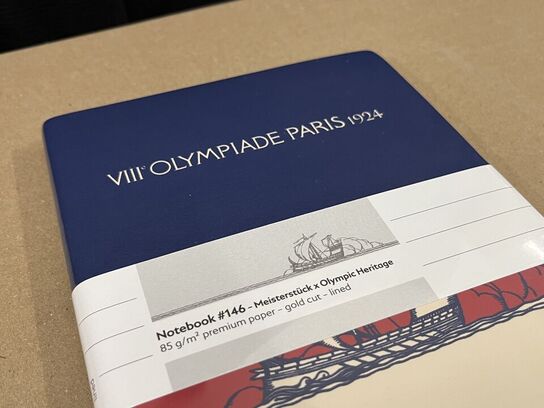 VIIIᵉ OLYMPIADE PARIS 1924
Notebook #146 – Meisterstück x Olympic Heritage
85 g/m² premium paper – gold cut – lined